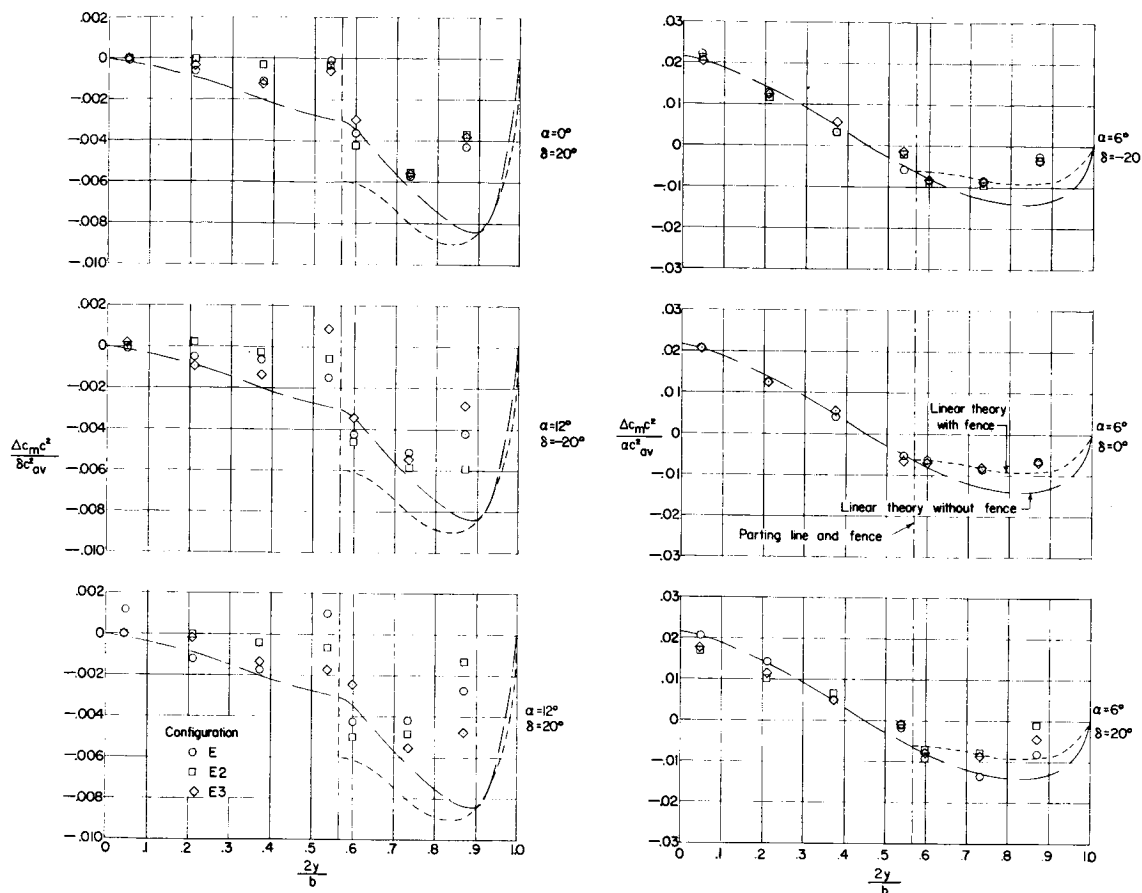 .002
0
-.002
-.004
-.006
-.008
-.010
α=0°
δ=20°
.03
.02
.01
0
-.01
-.02
-.03
α=6°
δ=-20
.002
0
-.002
-.004
-.006
-.008
-.010
Δcmc²
δc²av
α=12°
δ=-20°
.03
.02
.01
0
-.01
-.02
-.03
Δcmc²
αc²av
Linear theory
with fence
Linear theory without fence
Parting line and fence
α=6°
δ=0°
.002
0
-.002
-.004
-.006
-.008
-.010
Configuration
E
E2
E3
α=12°
δ=20°
0 .1 .2 .3 .4 .5 .6 .7 .8 .9 1.0
2y
b
.03
.02
.01
0
-.01
-.02
-.03
α=6°
δ=20°
0 .1 .2 .3 .4 .5 .6 .7 .8 .9 1.0
2y
b